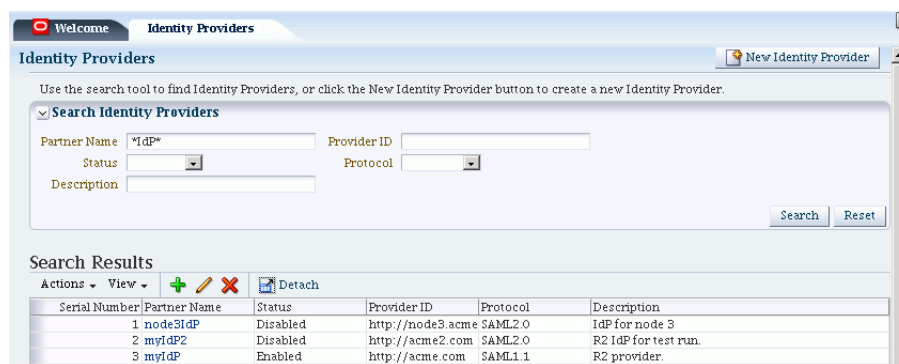 Welcome Identity Providers
Identity Providers New Identity Provider
Use the search tool to find Identity Providers, or click the New Identity Provider button to create a new Identity Provider.
Search Identity Providers
Partner Name *IdP* Provider ID
Status Protocol
Description
Search Reset
Search Results
Actions View Detach
Serial Number Partner Name Status Provider ID Protocol Description
1 node3IdP Disabled http://node3.acme SAML2.0 IdP for node 3
2 myIdP2 Disabled http://acme2.com SAML2.0 R2 IdP for test run.
3 myIdP Enabled http://acme.com SAML1.1 R2 provider.